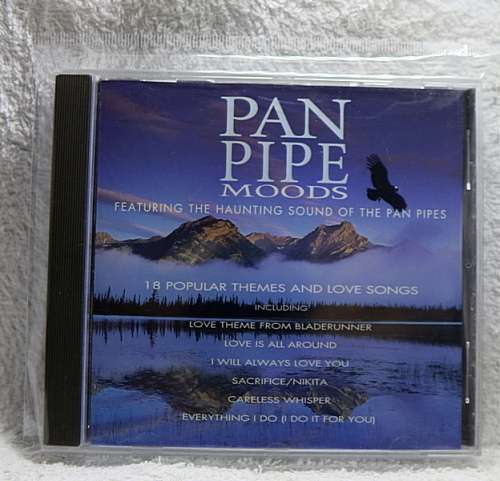 PAN
PIPE
MOODS
FEATURING THE HAUNTING SOUND OF THE PAN PIPES
18 POPULAR THEMES AND LOVE SONGS
INCLUDING
LOVE THEME FROM BLADERUNNER
LOVE IS ALL AROUND
I WILL ALWAYS LOVE YOU
SACRIFICE/NIKITA
CARELESS WHISPER
EVERYTHING I DO (I DO IT FOR YOU)